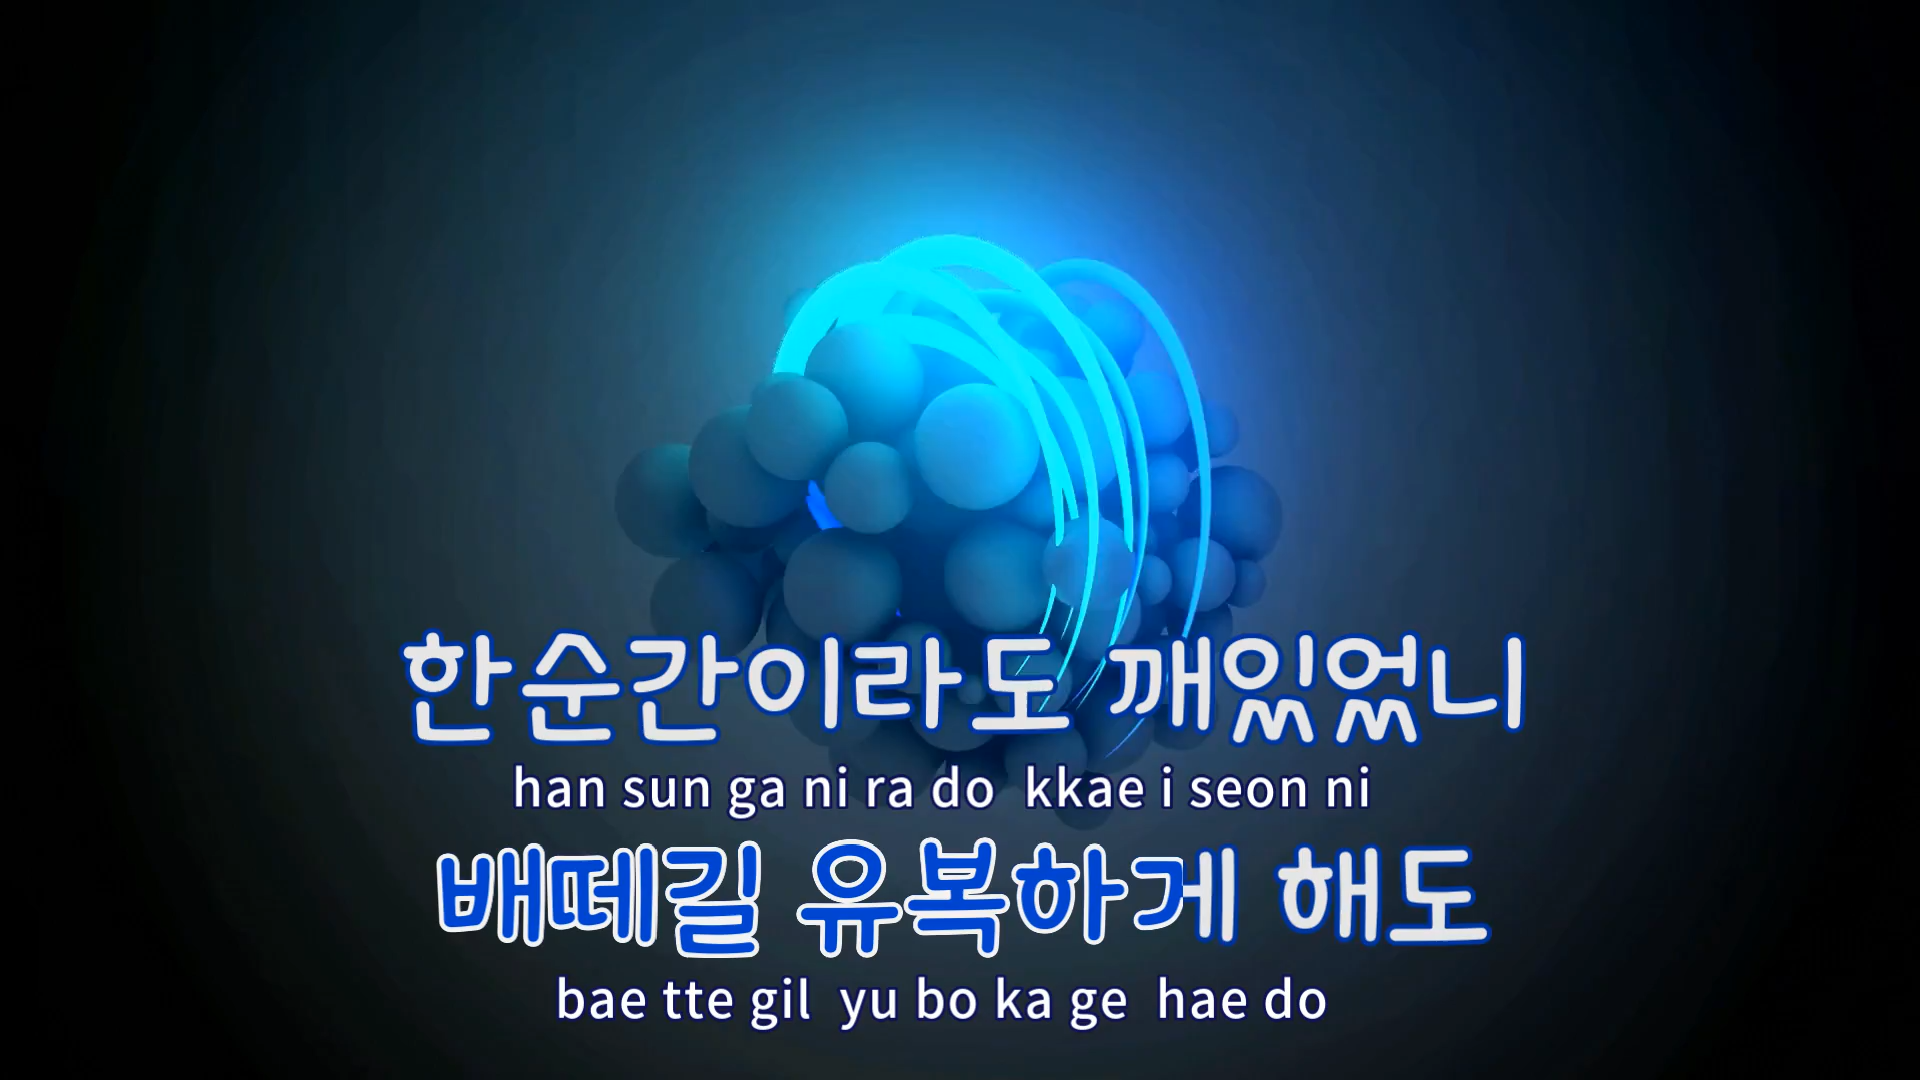 한순간이라도 깨있었니
han sun ga ni ra do kkae i seon ni
배떼길 유복하게 해도
bae tte gil yu bo ka ge hae do